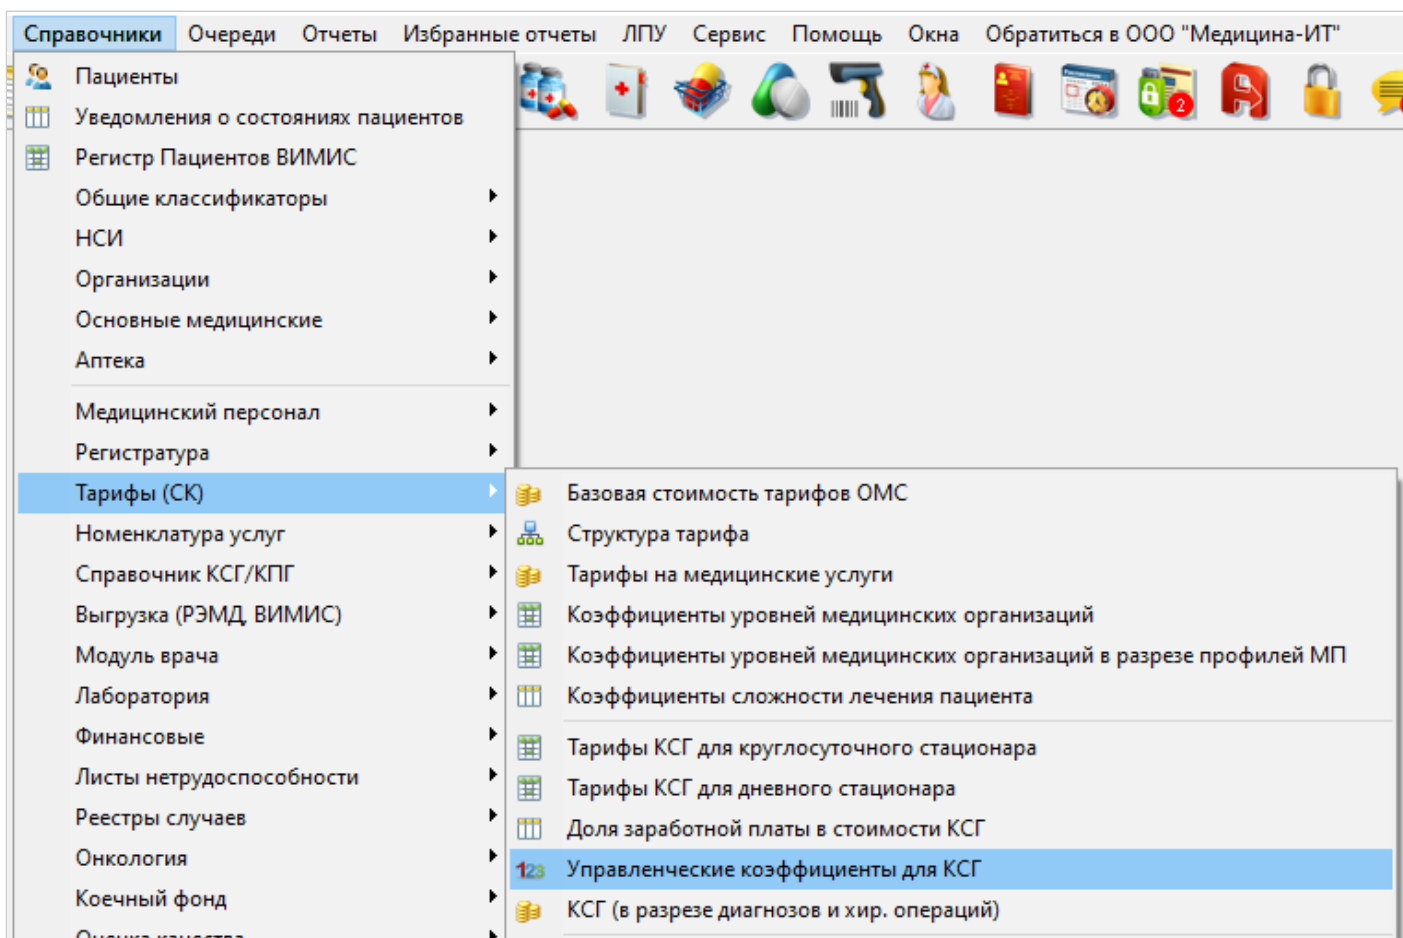 Справочники Очереди Отчеты Избранные отчеты ЛПУ Сервис Помощь Окна Обратиться в ООО "Медицина-ИТ"
2
Пациенты
Уведомления о состояниях пациентов
Регистр Пациентов ВИМИС
Общие классификаторы
НСИ
Организации
Основные медицинские
Аптека
Медицинский персонал
Регистратура
Тарифы (СК)
Номенклатура услуг
Справочник КСГ/КПГ
Выгрузка (РЭМД, ВИМИС)
Модуль врача
Лаборатория
Финансовые
Листы нетрудоспособности
Реестры случаев
Онкология
Коечный фонд
Оценка качества
Базовая стоимость тарифов ОМС
Структура тарифа
Тарифы на медицинские услуги
Коэффициенты уровней медицинских организаций
Коэффициенты уровней медицинских организаций в разрезе профилей МП
Коэффициенты сложности лечения пациента
Тарифы КСГ для круглосуточного стационара
Тарифы КСГ для дневного стационара
Доля заработной платы в стоимости КСГ
123 Управленческие коэффициенты для КСГ
КСГ (в разрезе диагнозов и хир. операций)